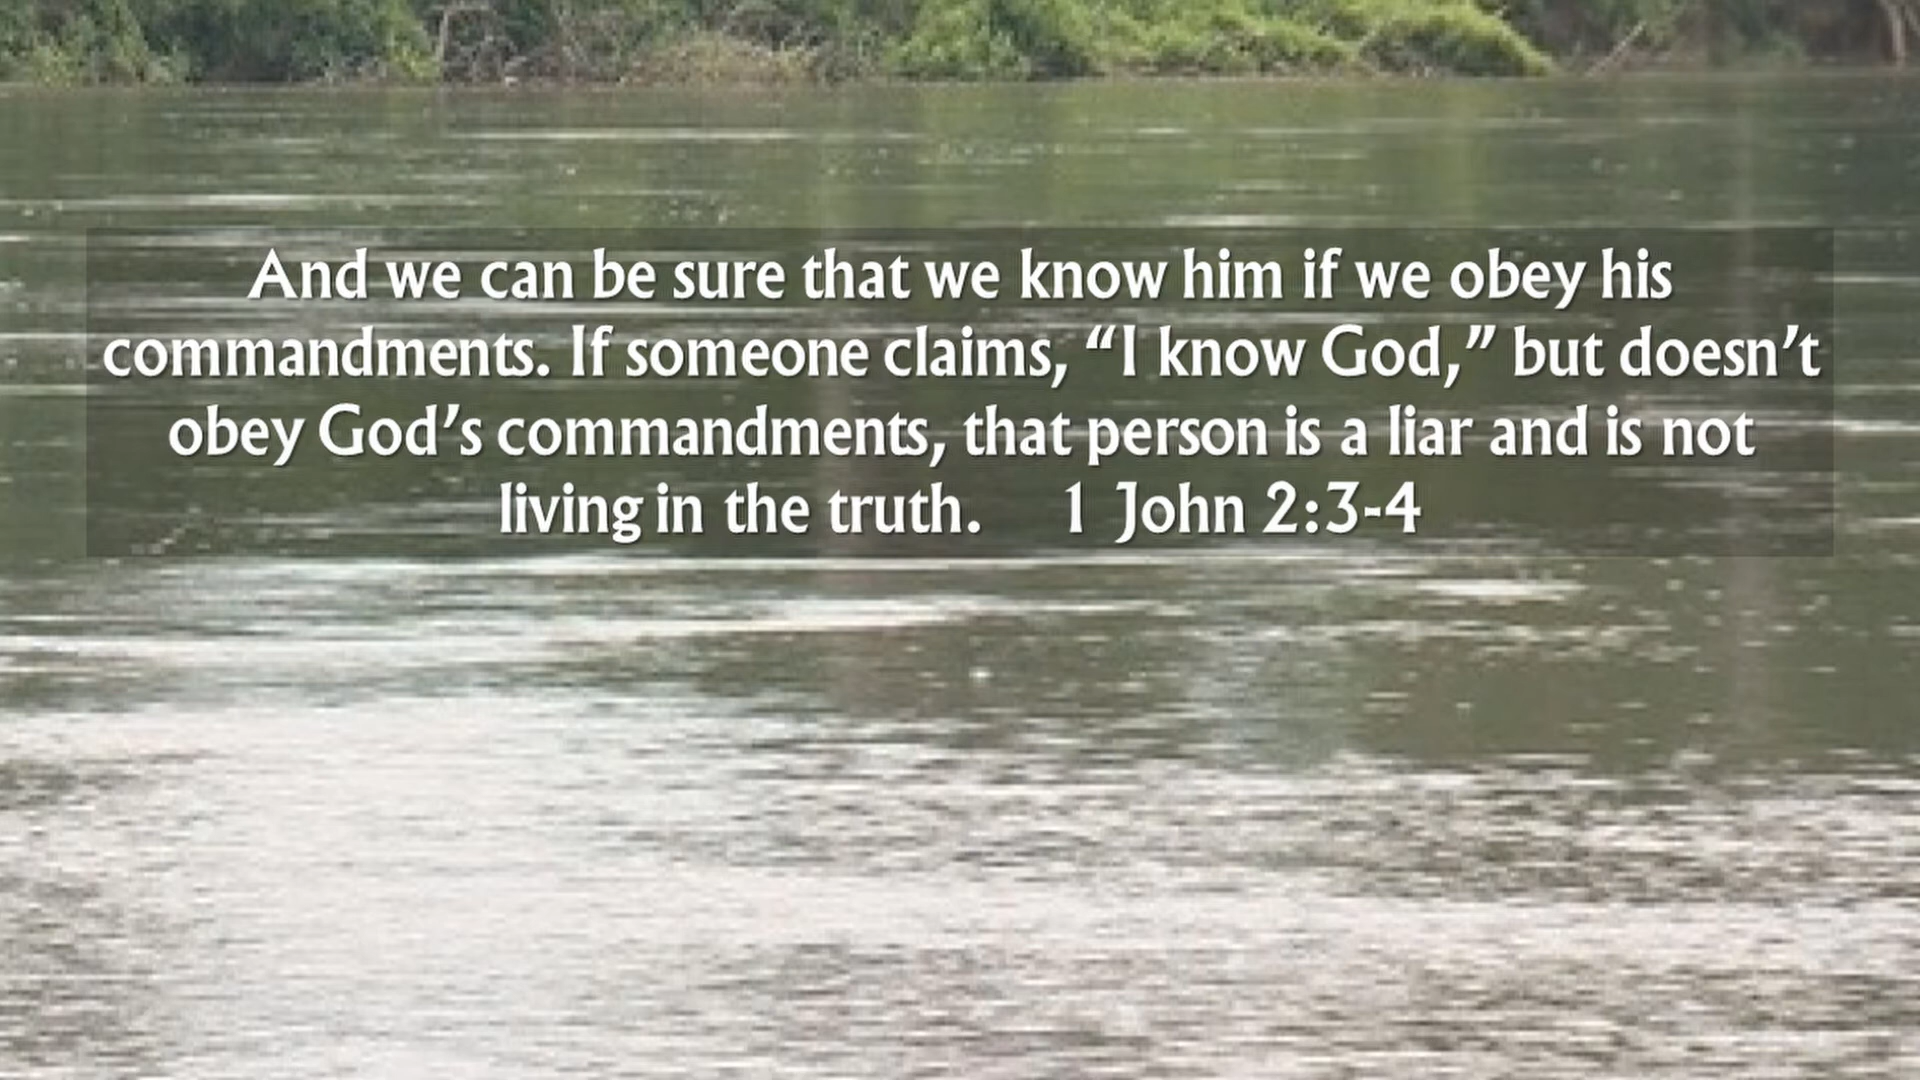 And we can be sure that we know him if we obey his
commandments. If someone claims, “I know God,” but doesn’t
obey God’s commandments, that person is a liar and is not
living in the truth. 1 John 2:3-4